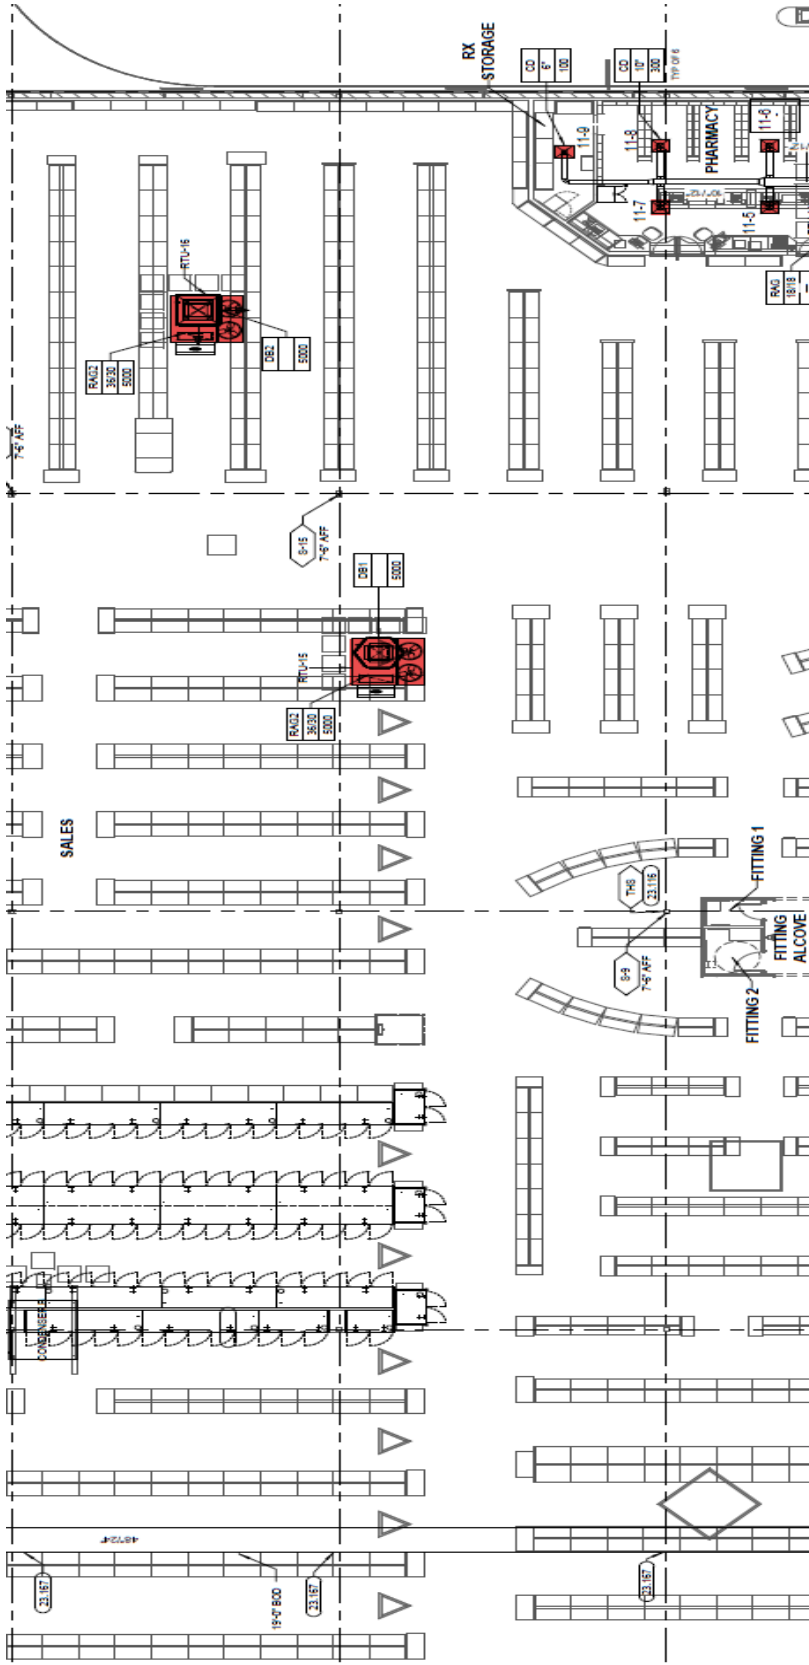 RX
STORAGE
CD
6"
100
CD
10"
300
TYP OF 6
11-9
11-8
11-6
PHARMACY
11-7
11-5
RAG
18/18
RTU-16
RAG2
36/30
5000
DB2
5000
7'-6" AFF
S-15
7'-6" AFF
DB1
5000
RTU-15
RAG2
36/30
5000
SALES
TH8
23.116
S-9
7'-6" AFF
FITTING 1
FITTING
ALCOVE
FITTING 2
19'-0" BOD
23.167
23.167
23.167